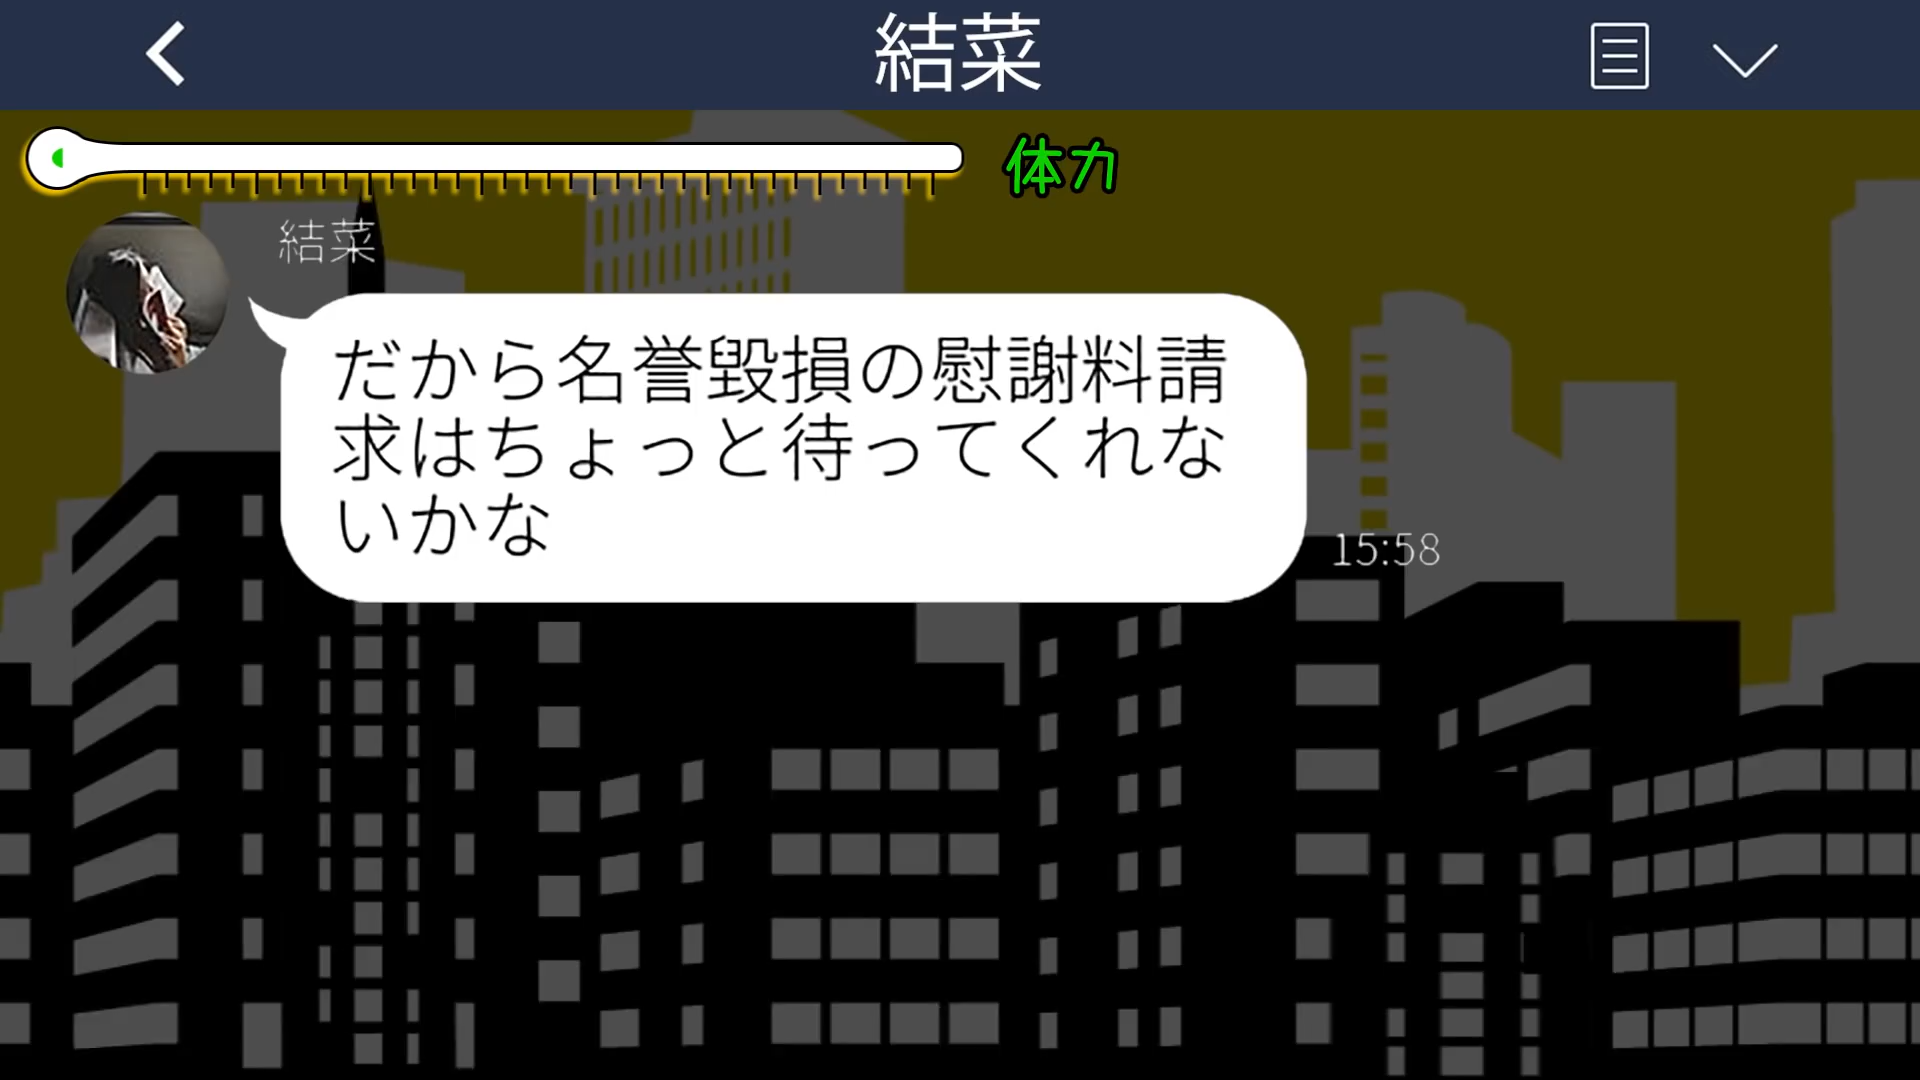 結菜
体力
結菜
だから名誉毀損の慰謝料請
求はちょっと待ってくれな
いかな
15:58